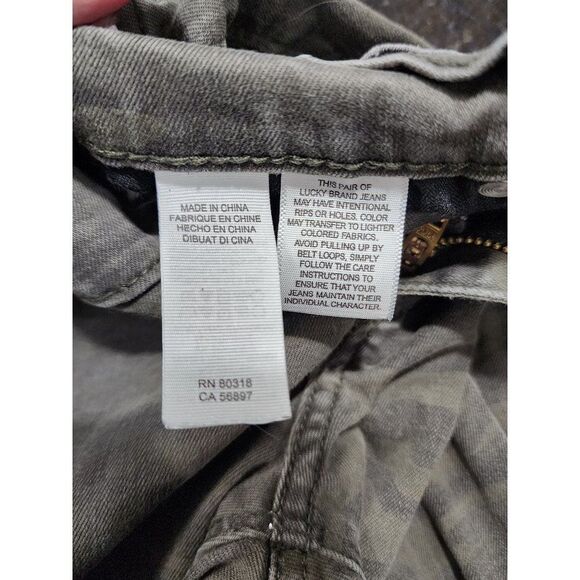 MADE IN CHINA
FABRIQUE EN CHINE
HECHO EN CHINA
DIBUAT DI CINA
RN 80318
CA 56897
THIS PAIR OF
LUCKY BRAND JEANS
MAY HAVE INTENTIONAL
RIPS OR HOLES. COLOR
MAY TRANSFER TO LIGHTER
COLORED FABRICS.
AVOID PULLING UP BY
BELT LOOPS, SIMPLY
FOLLOW THE CARE
INSTRUCTIONS TO
ENSURE THAT YOUR
JEANS MAINTAIN THEIR
INDIVIDUAL CHARACTER.